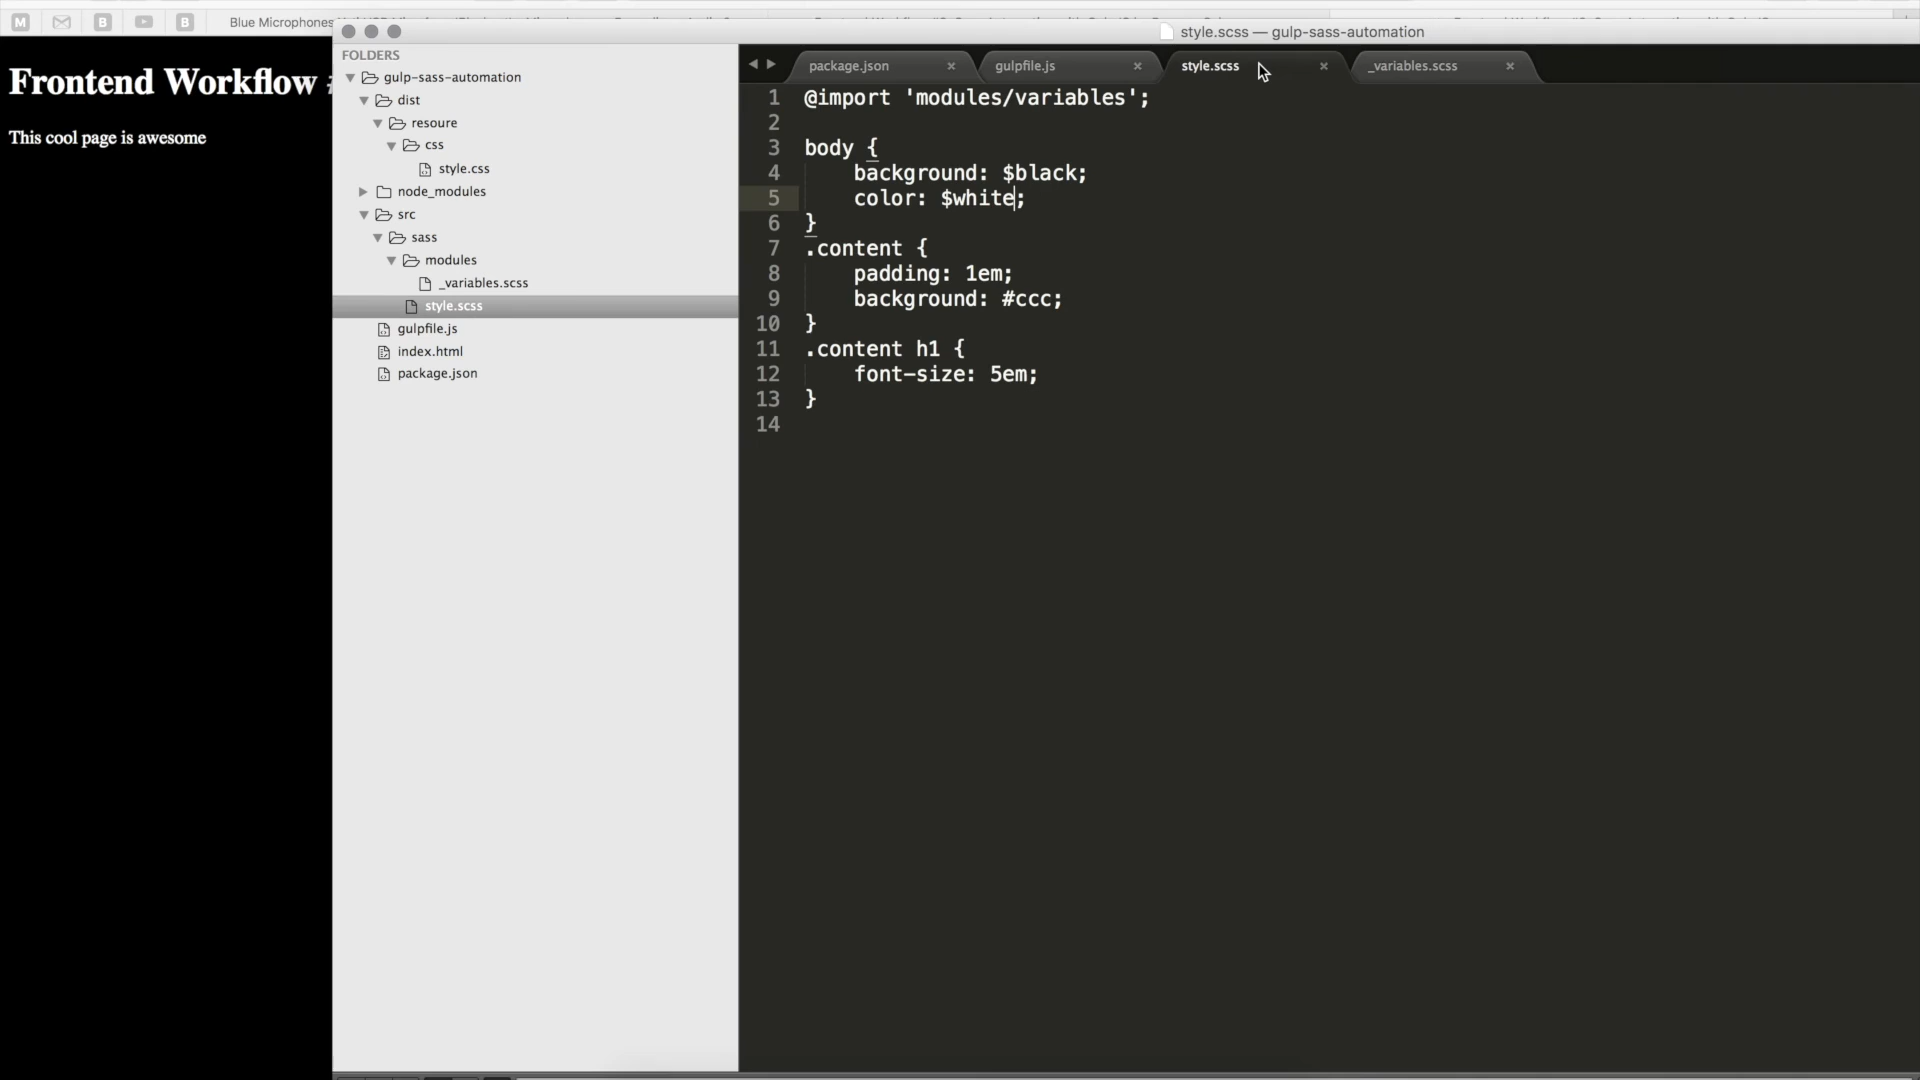 M
B
B
Blue Microphones
Frontend Workflow
This cool page is awesome
style.scss — gulp-sass-automation
FOLDERS
gulp-sass-automation
dist
resoure
css
style.css
node_modules
src
sass
modules
_variables.scss
style.scss
gulpfile.js
index.html
package.json
package.json
gulpfile.js
style.scss
_variables.scss
1 @import 'modules/variables';
2
3 body {
4 background: $black;
5 color: $white;
6 }
7 .content {
8 padding: 1em;
9 background: #ccc;
10 }
11 .content h1 {
12 font-size: 5em;
13 }
14